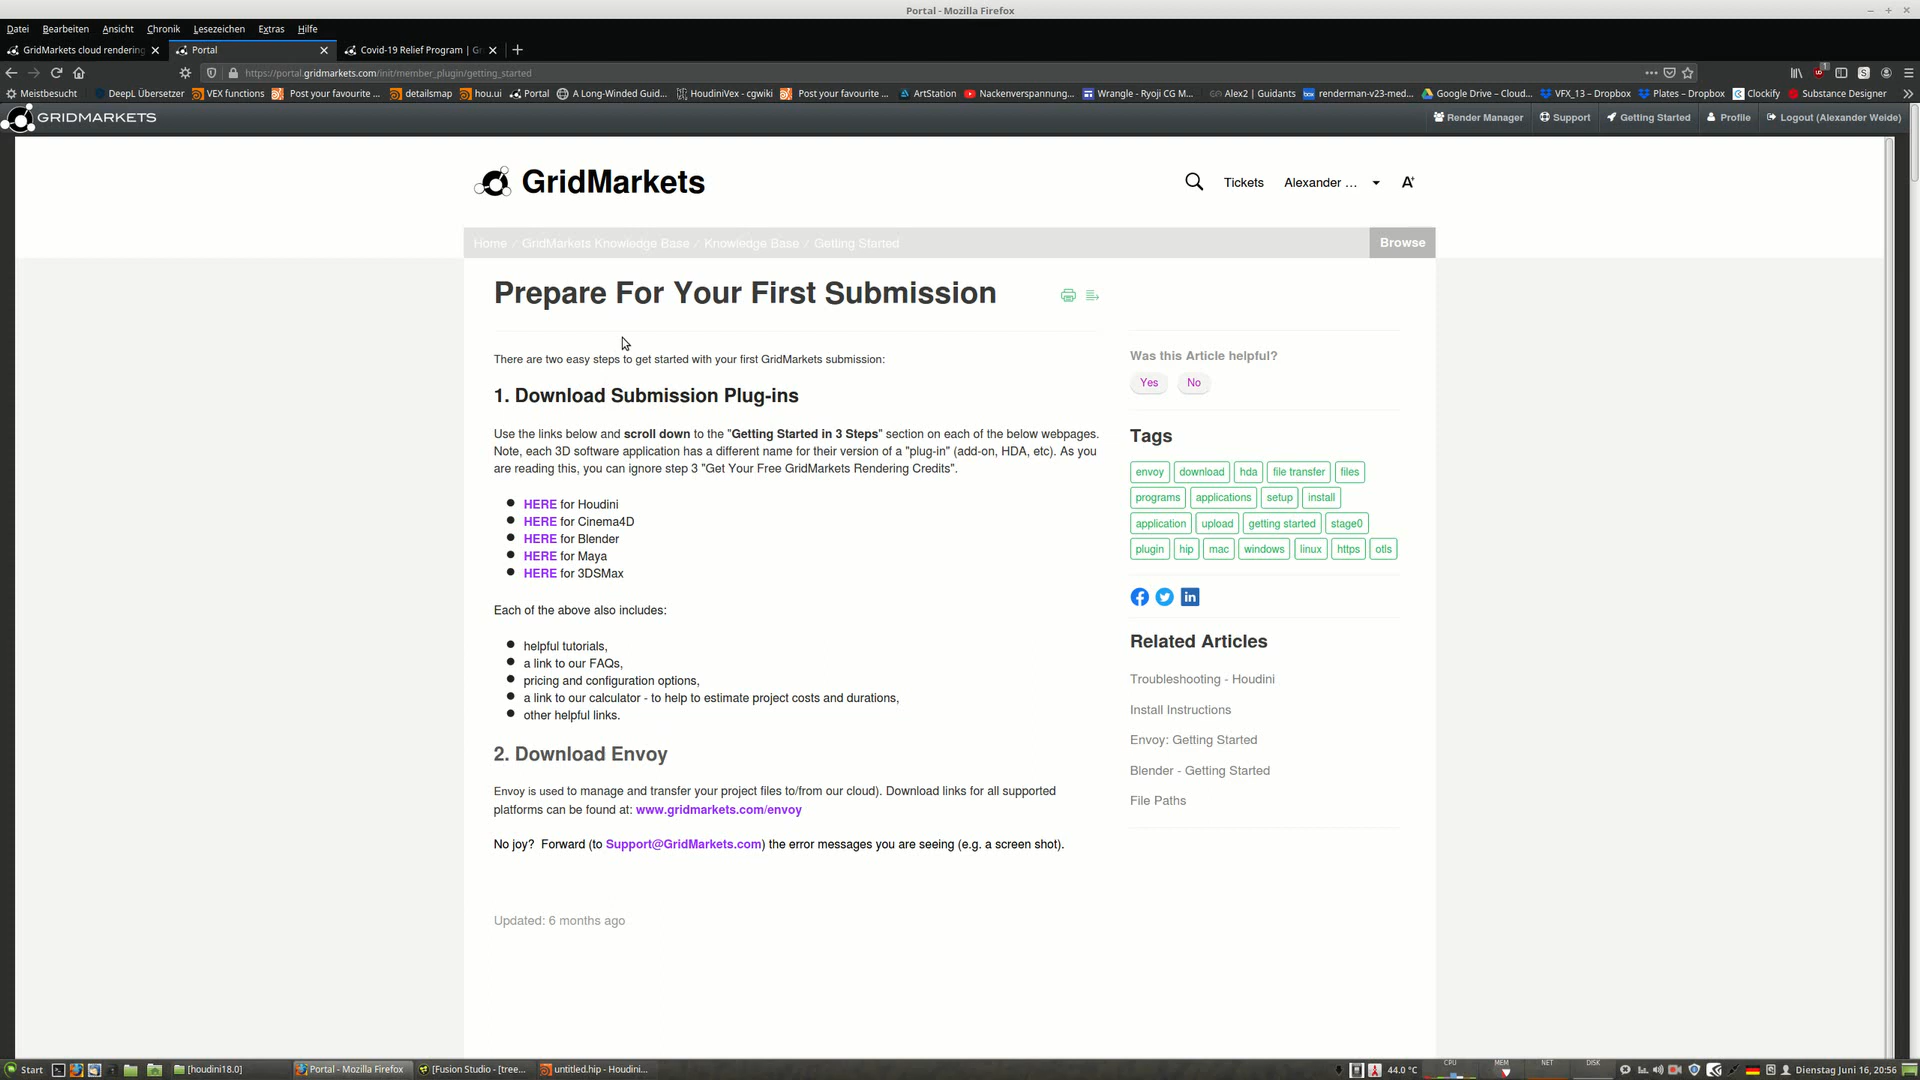 Portal - Mozilla Firefox
Datei Bearbeiten Ansicht Chronik Lesezeichen Extras Hilfe
GridMarkets cloud rendering Portal Covid-19 Relief Program | G
https://portal.gridmarkets.com/init/member_plugin/getting_started
Meistbesucht DeepL Übersetzer VEX functions Post your favourite ... detailsmap hou.ui Portal A Long-Winded Guid... HoudiniVex - cgwiki Post your favourite ... ArtStation Nackenverspannung... Wrangle - Ryoji CG M... Alex2 | Guidants renderman-v23-med... Google Drive – Cloud... VFX_13 – Dropbox Plates – Dropbox Clockify Substance Designer
GRIDMARKETS Render Manager Support Getting Started Profile Logout (Alexander Weide)
GridMarkets Tickets Alexander ...
Home / GridMarkets Knowledge Base / Knowledge Base / Getting Started Browse
Prepare For Your First Submission
There are two easy steps to get started with your first GridMarkets submission:
1. Download Submission Plug-ins
Use the links below and scroll down to the "Getting Started in 3 Steps" section on each of the below webpages.
Note, each 3D software application has a different name for their version of a "plug-in" (add-on, HDA, etc). As you
are reading this, you can ignore step 3 "Get Your Free GridMarkets Rendering Credits".
HERE for Houdini
HERE for Cinema4D
HERE for Blender
HERE for Maya
HERE for 3DSMax
Each of the above also includes:
helpful tutorials,
a link to our FAQs,
pricing and configuration options,
a link to our calculator - to help to estimate project costs and durations,
other helpful links.
2. Download Envoy
Envoy is used to manage and transfer your project files to/from our cloud). Download links for all supported
platforms can be found at: www.gridmarkets.com/envoy
No joy? Forward (to Support@GridMarkets.com) the error messages you are seeing (e.g. a screen shot).
Updated: 6 months ago
Was this Article helpful?
Yes No
Tags
envoy download hda file transfer files
programs applications setup install
application upload getting started stage0
plugin hip mac windows linux https otls
Related Articles
Troubleshooting - Houdini
Install Instructions
Envoy: Getting Started
Blender - Getting Started
File Paths
Start [houdini18.0] Portal - Mozilla Firefox [Fusion Studio - [tree... untitled.hip - Houdini... 44.0 °C CPU MEM NET DISK Dienstag Juni 16, 20:56